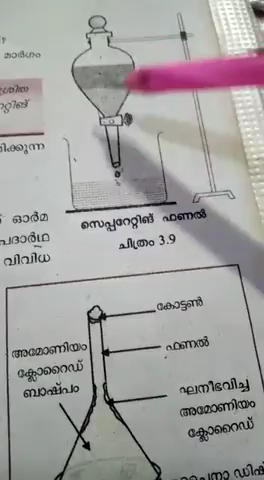 മാർഗം
ശ്രിത
റേറ്റിങ്
ിക്കുന്ന
ഓർമ
പദാർഥ
വിവിധ
സെപ്പറേറ്റിങ് ഫണൽ
ചിത്രം 3.9
കോട്ടൺ
ഫണൽ
അമോണിയം
ക്ലോറൈഡ്
ബാഷ്പം
ഘനീഭവിച്ച
അമോണിയം
ക്ലോറൈഡ്
ചൈനാ ഡിഷ്